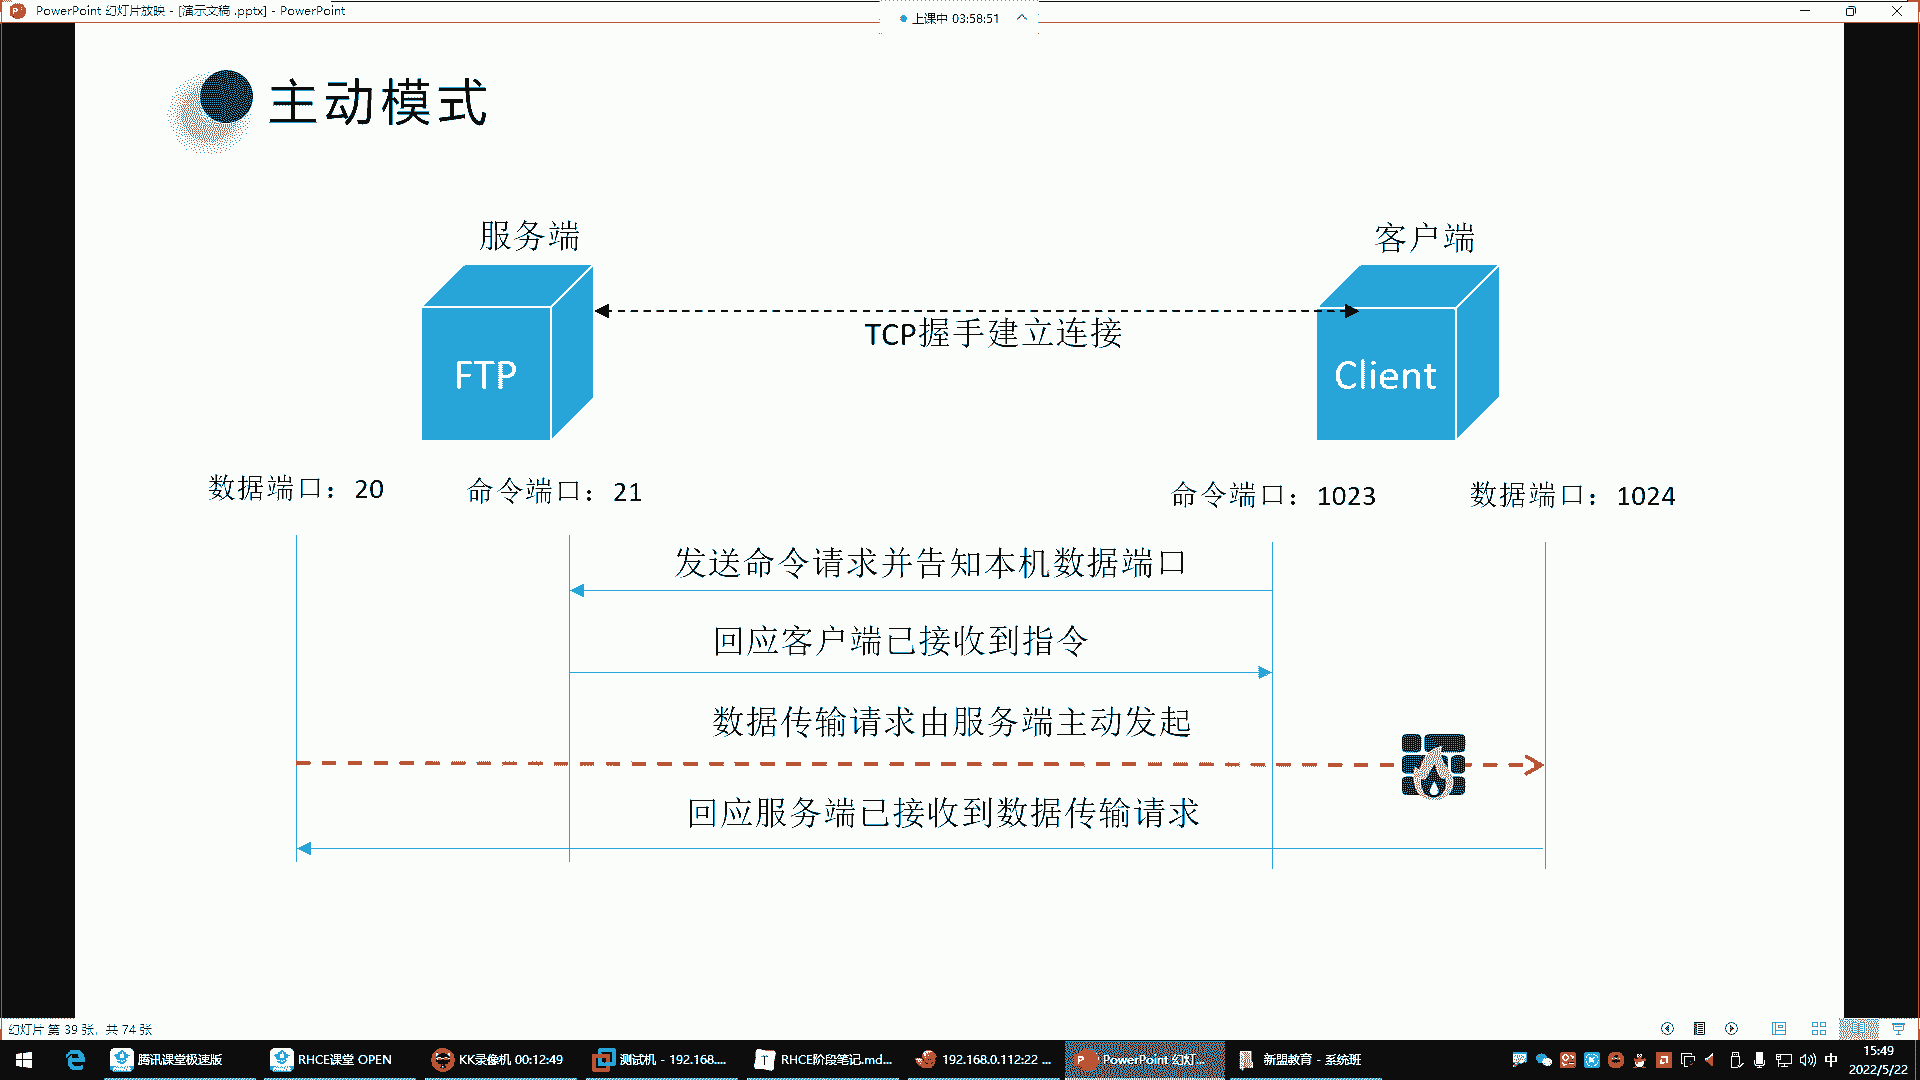 PowerPoint 幻灯片放映 - [演示文稿 .pptx] - PowerPoint
上课中 03:58:51
主动模式
服务端
客户端
TCP握手建立连接
FTP
Client
数据端口：20
命令端口：21
命令端口：1023
数据端口：1024
发送命令请求并告知本机数据端口
回应客户端已接收到指令
数据传输请求由服务端主动发起
回应服务端已接收到数据传输请求
幻灯片 第 39 张，共 74 张
腾讯课堂极速版
RHCE课堂 OPEN
KK录像机 00:12:49
测试机 - 192.168....
RHCE阶段笔记.md...
192.168.0.112:22 ...
PowerPoint 幻灯...
新盟教育 - 系统班
中
15:49
2022/5/22